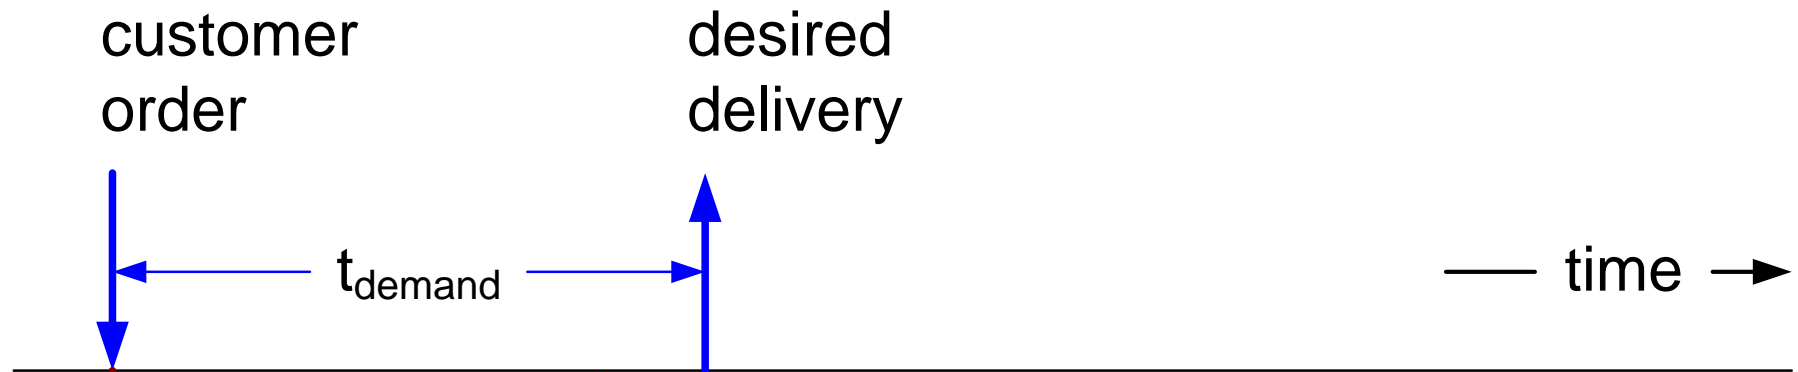 customer
order
desired
delivery
tdemand
time